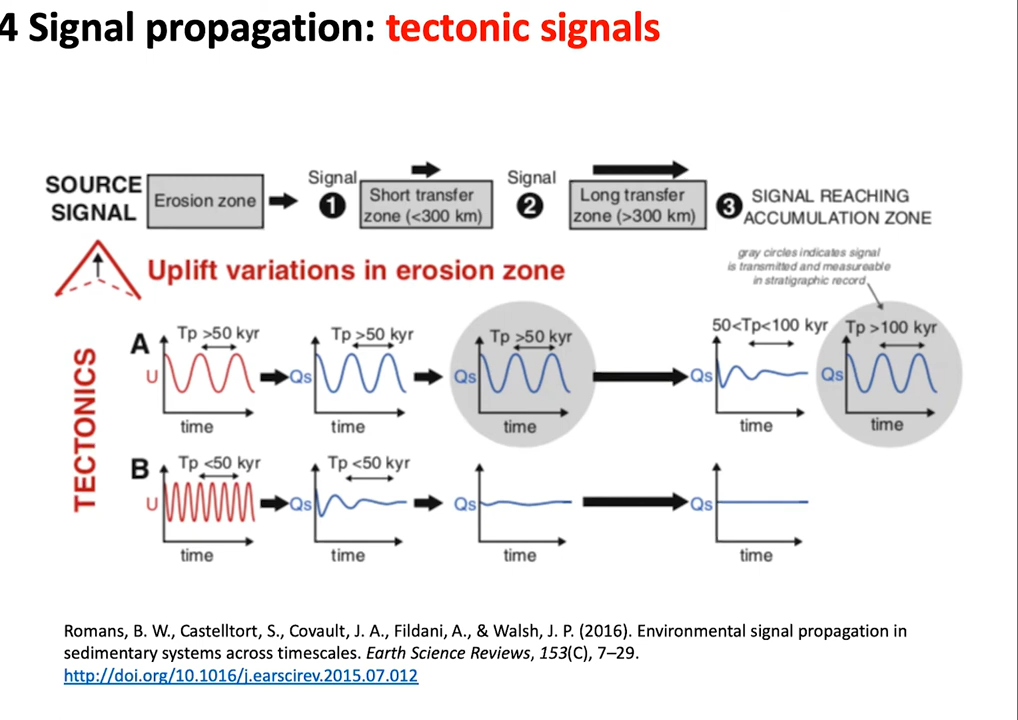 4 Signal propagation: tectonic signals
SOURCE
SIGNAL
Erosion zone
Signal
1
Short transfer
zone (<300 km)
Signal
2
Long transfer
zone (>300 km)
3
SIGNAL REACHING
ACCUMULATION ZONE
Uplift variations in erosion zone
gray circles indicates signal
is transmitted and measureable
in stratigraphic record
TECTONICS
A
Tp >50 kyr
U
time
Tp >50 kyr
Qs
time
Tp >50 kyr
Qs
time
50<Tp<100 kyr
Qs
time
Tp >100 kyr
Qs
time
B
Tp <50 kyr
U
time
Tp <50 kyr
Qs
time
Qs
time
Qs
time
Romans, B. W., Castelltort, S., Covault, J. A., Fildani, A., & Walsh, J. P. (2016). Environmental signal propagation in
sedimentary systems across timescales. Earth Science Reviews, 153(C), 7–29.
http://doi.org/10.1016/j.earscirev.2015.07.012